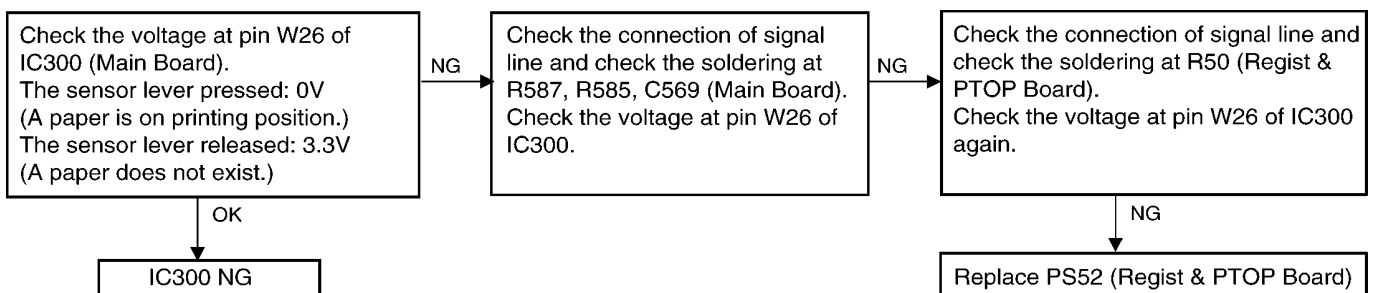 Check the voltage at pin W26 of
IC300 (Main Board).
The sensor lever pressed: 0V
(A paper is on printing position.)
The sensor lever released: 3.3V
(A paper does not exist.)
NG
Check the connection of signal
line and check the soldering at
R587, R585, C569 (Main Board).
Check the voltage at pin W26 of
IC300.
NG
Check the connection of signal line and
check the soldering at R50 (Regist &
PTOP Board).
Check the voltage at pin W26 of IC300
again.
OK
NG
IC300 NG
Replace PS52 (Regist & PTOP Board)